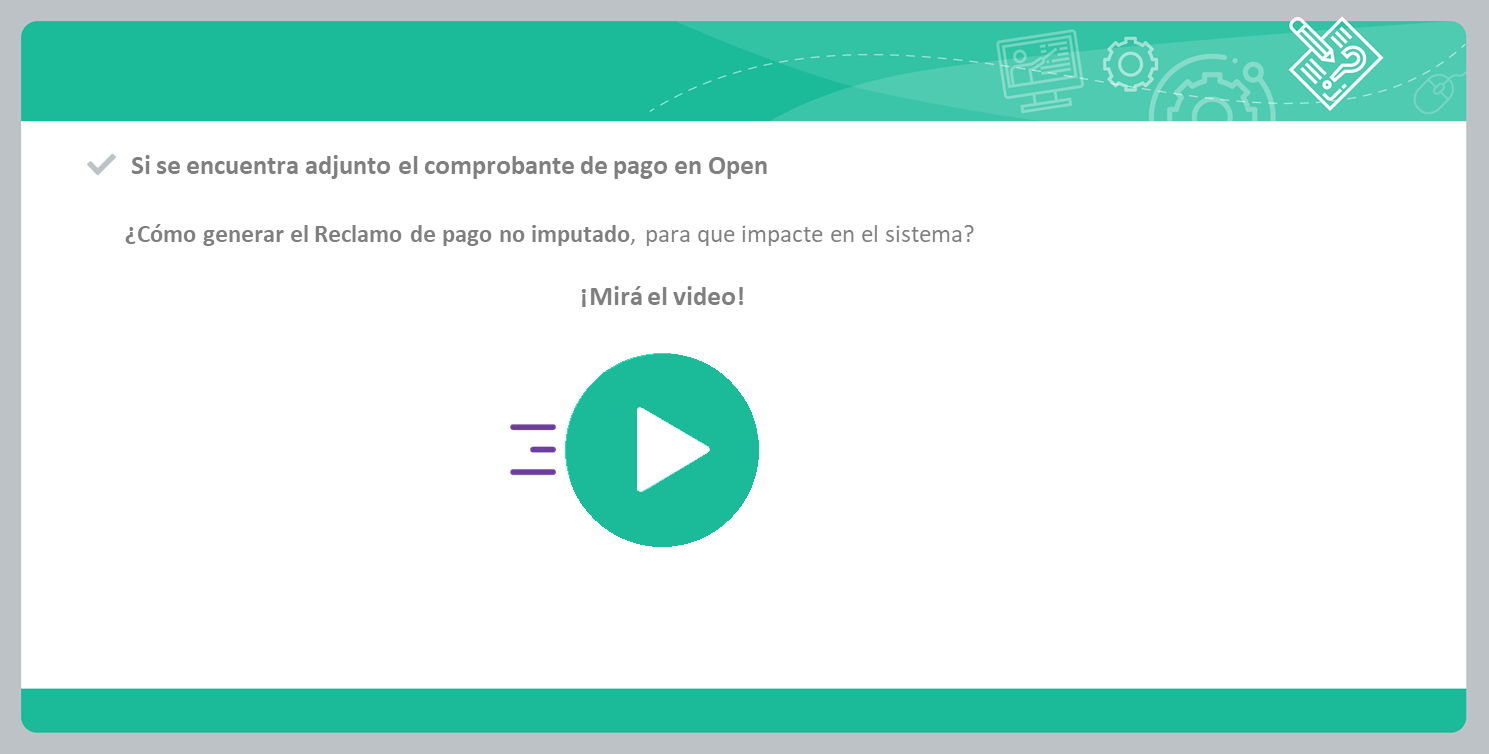 Si se encuentra adjunto el comprobante de pago en Open
¿Cómo generar el Reclamo de pago no imputado, para que impacte en el sistema?
¡Mirá el video!